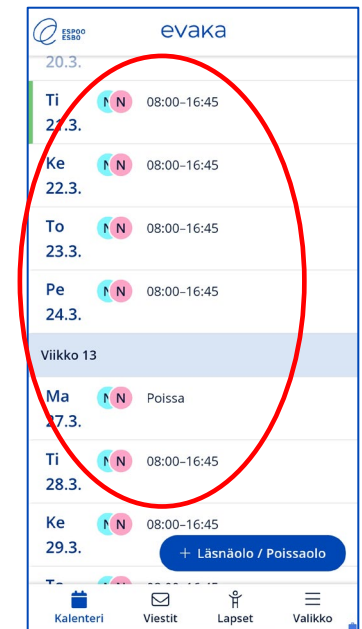 ESPOO
ESBO
evaka
20.3.
Ti
21.3.
N N 08:00–16:45
Ke
22.3.
N N 08:00–16:45
To
23.3.
N N 08:00–16:45
Pe
24.3.
N N 08:00–16:45
Viikko 13
Ma
27.3.
N N Poissa
Ti
28.3.
N N 08:00–16:45
Ke
29.3.
N N 08:00–16:45
+ Läsnäolo / Poissaolo
Kalenteri Viestit Lapset Valikko